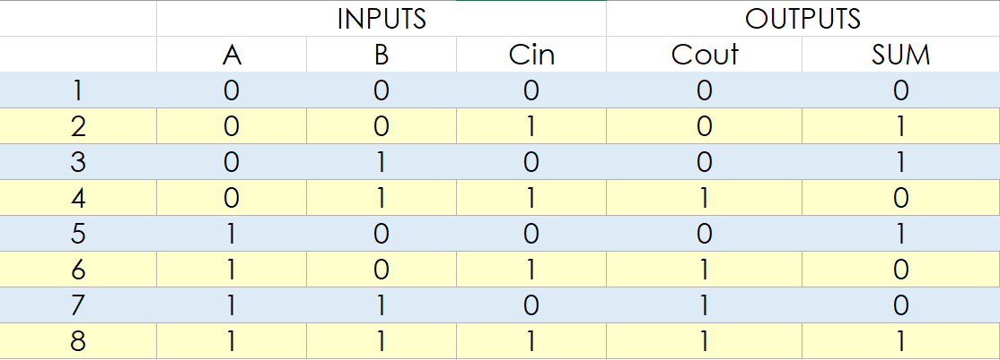 INPUTS OUTPUTS
A B Cin Cout SUM
1 0 0 0 0 0
2 0 0 1 0 1
3 0 1 0 0 1
4 0 1 1 1 0
5 1 0 0 0 1
6 1 0 1 1 0
7 1 1 0 1 0
8 1 1 1 1 1